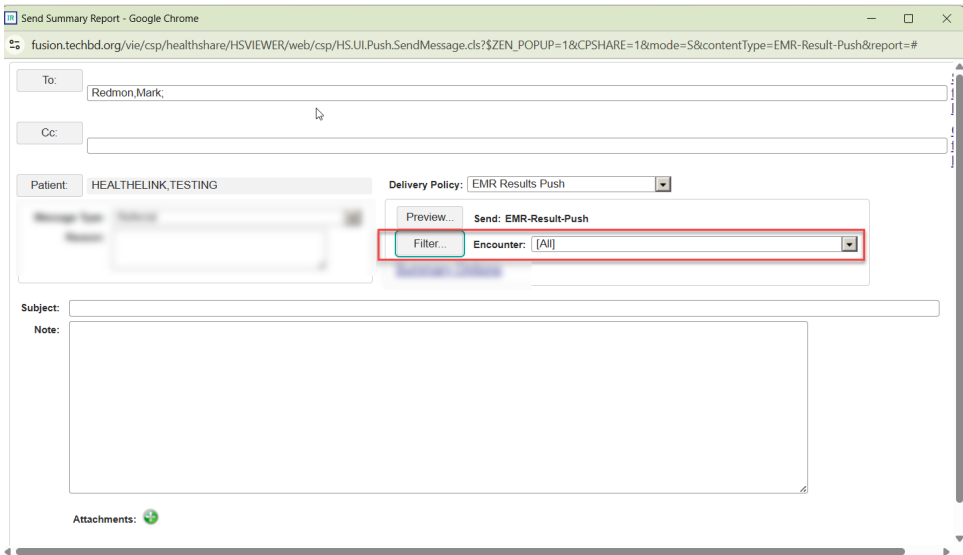 IR Send Summary Report - Google Chrome
fusion.techbd.org/vie/csp/healthshare/HSVIEWER/web/csp/HS.UI.Push.SendMessage.cls?$ZEN_POPUP=1&CPSHARE=1&mode=S&contentType=EMR-Result-Push&report=#
To:
Redmon,Mark;
Cc:
Patient: HEALTHELINK,TESTING Delivery Policy: EMR Results Push
Preview... Send: EMR-Result-Push
Filter... Encounter: [All]
Subject:
Note:
Attachments: